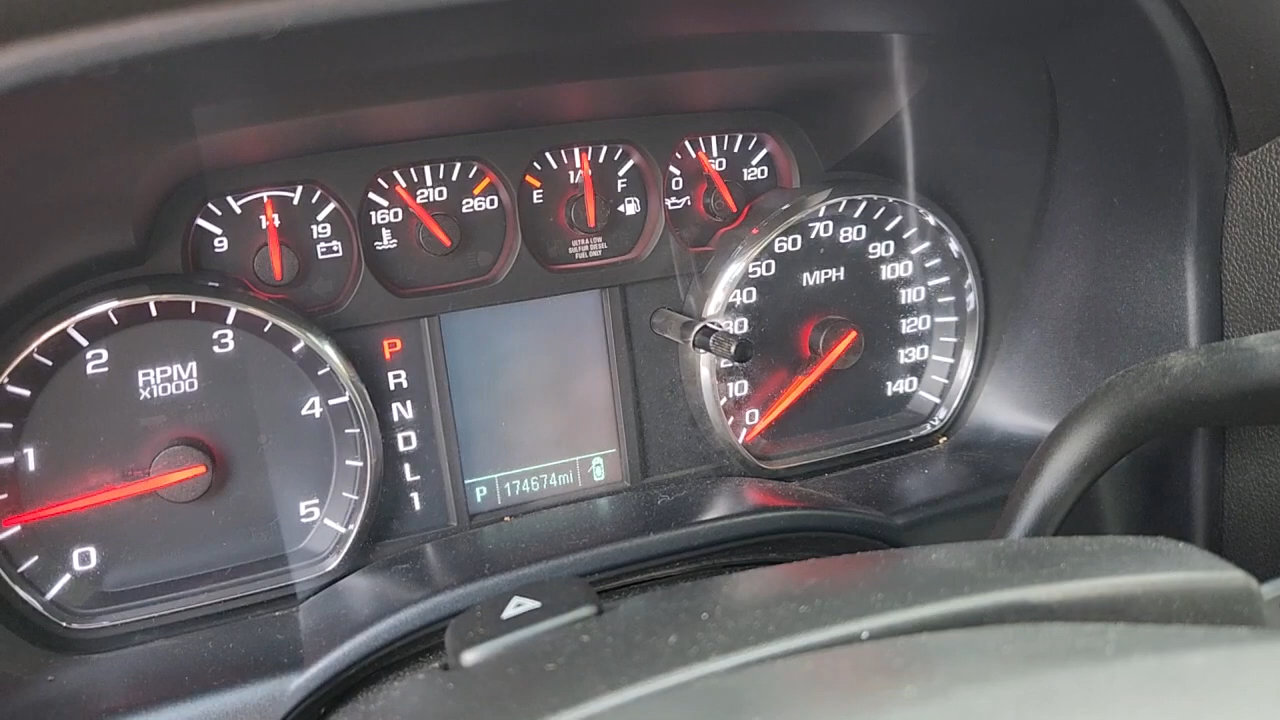 9 14 19
160 210 260
E 1/2 F
ULTRA LOW
SULFUR DIESEL
FUEL ONLY
0 60 120
0 1 2 3 4 5
RPM
x1000
P
R
N
D
L
1
P 174674mi
0 10 30 40 50 60 70 80 90 100 110 120 130 140
MPH